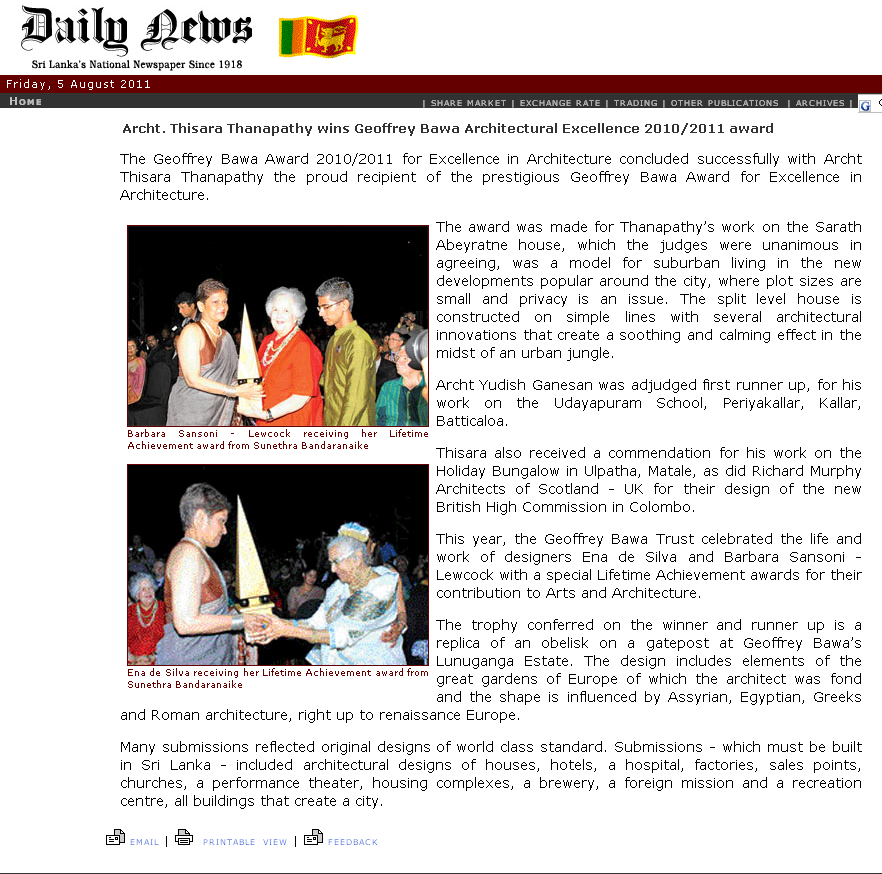 Daily News
Sri Lanka's National Newspaper Since 1918
Friday, 5 August 2011
HOME
| SHARE MARKET | EXCHANGE RATE | TRADING | OTHER PUBLICATIONS | ARCHIVES |
G
Archt. Thisara Thanapathy wins Geoffrey Bawa Architectural Excellence 2010/2011 award
The Geoffrey Bawa Award 2010/2011 for Excellence in Architecture concluded successfully with Archt
Thisara Thanapathy the proud recipient of the prestigious Geoffrey Bawa Award for Excellence in
Architecture.
Barbara Sansoni - Lewcock receiving her Lifetime
Achievement award from Sunethra Bandaranaike
Ena de Silva receiving her Lifetime Achievement award from
Sunethra Bandaranaike
The award was made for Thanapathy's work on the Sarath
Abeyratne house, which the judges were unanimous in
agreeing, was a model for suburban living in the new
developments popular around the city, where plot sizes are
small and privacy is an issue. The split level house is
constructed on simple lines with several architectural
innovations that create a soothing and calming effect in the
midst of an urban jungle.
Archt Yudish Ganesan was adjudged first runner up, for his
work on the Udayapuram School, Periyakallar, Kallar,
Batticaloa.
Thisara also received a commendation for his work on the
Holiday Bungalow in Ulpatha, Matale, as did Richard Murphy
Architects of Scotland - UK for their design of the new
British High Commission in Colombo.
This year, the Geoffrey Bawa Trust celebrated the life and
work of designers Ena de Silva and Barbara Sansoni -
Lewcock with a special Lifetime Achievement awards for their
contribution to Arts and Architecture.
The trophy conferred on the winner and runner up is a
replica of an obelisk on a gatepost at Geoffrey Bawa's
Lunuganga Estate. The design includes elements of the
great gardens of Europe of which the architect was fond
and the shape is influenced by Assyrian, Egyptian, Greeks
and Roman architecture, right up to renaissance Europe.
Many submissions reflected original designs of world class standard. Submissions - which must be built
in Sri Lanka - included architectural designs of houses, hotels, a hospital, factories, sales points,
churches, a performance theater, housing complexes, a brewery, a foreign mission and a recreation
centre, all buildings that create a city.
EMAIL | PRINTABLE VIEW | FEEDBACK